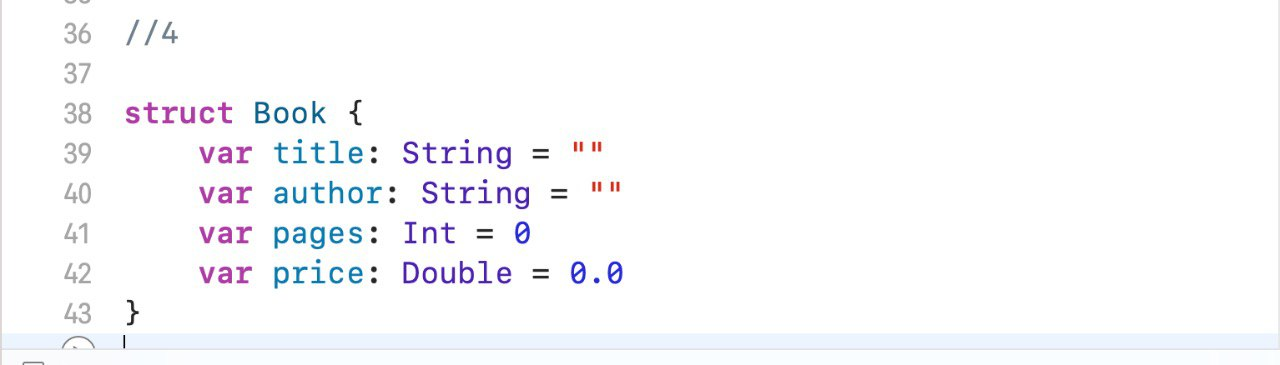 36 //4
37
38 struct Book {
39     var title: String = ""
40     var author: String = ""
41     var pages: Int = 0
42     var price: Double = 0.0
43 }